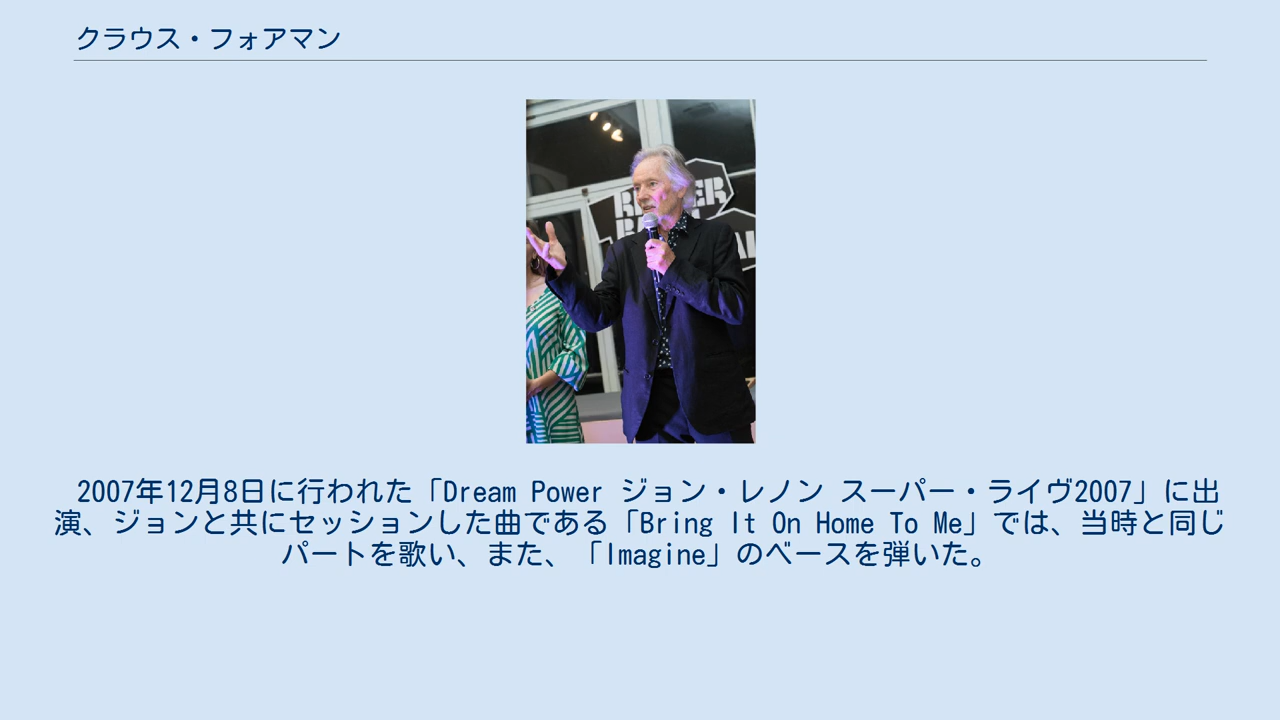 クラウス・フォアマン
2007年12月8日に行われた「Dream Power ジョン・レノン スーパー・ライヴ2007」に出
演、ジョンと共にセッションした曲である「Bring It On Home To Me」では、当時と同じ
パートを歌い、また、「Imagine」のベースを弾いた。